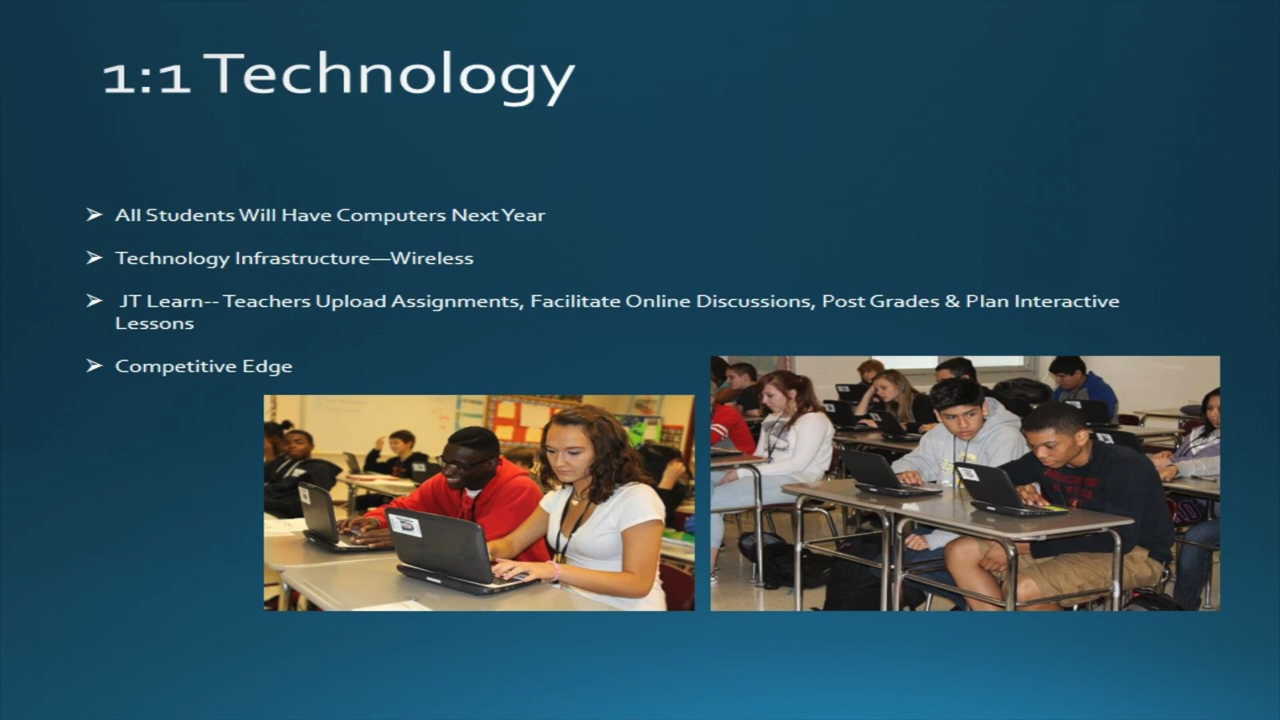 1:1 Technology
➢ All Students Will Have Computers Next Year
➢ Technology Infrastructure—Wireless
➢ JT Learn-- Teachers Upload Assignments, Facilitate Online Discussions, Post Grades & Plan Interactive
Lessons
➢ Competitive Edge